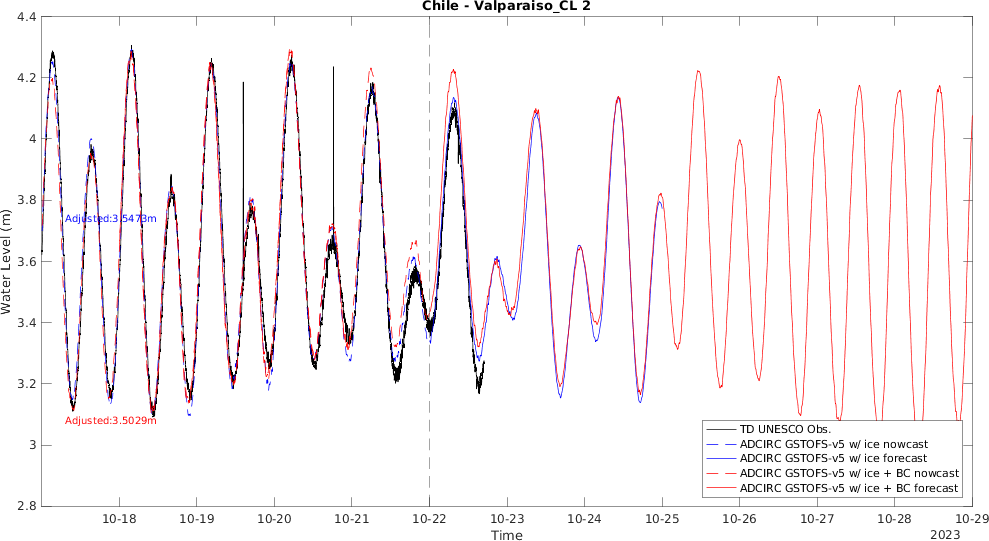 Chile - Valparaiso_CL 2
4.4
4.2
4
3.8
3.6
3.4
3.2
3
2.8
Water Level (m)
Adjusted:3.5473m
Adjusted:3.5029m
TD UNESCO Obs.
ADCIRC GSTOFS-v5 w/ ice nowcast
ADCIRC GSTOFS-v5 w/ ice forecast
ADCIRC GSTOFS-v5 w/ ice + BC nowcast
ADCIRC GSTOFS-v5 w/ ice + BC forecast
10-18 10-19 10-20 10-21 10-22 10-23 10-24 10-25 10-26 10-27 10-28 10-29
Time
2023